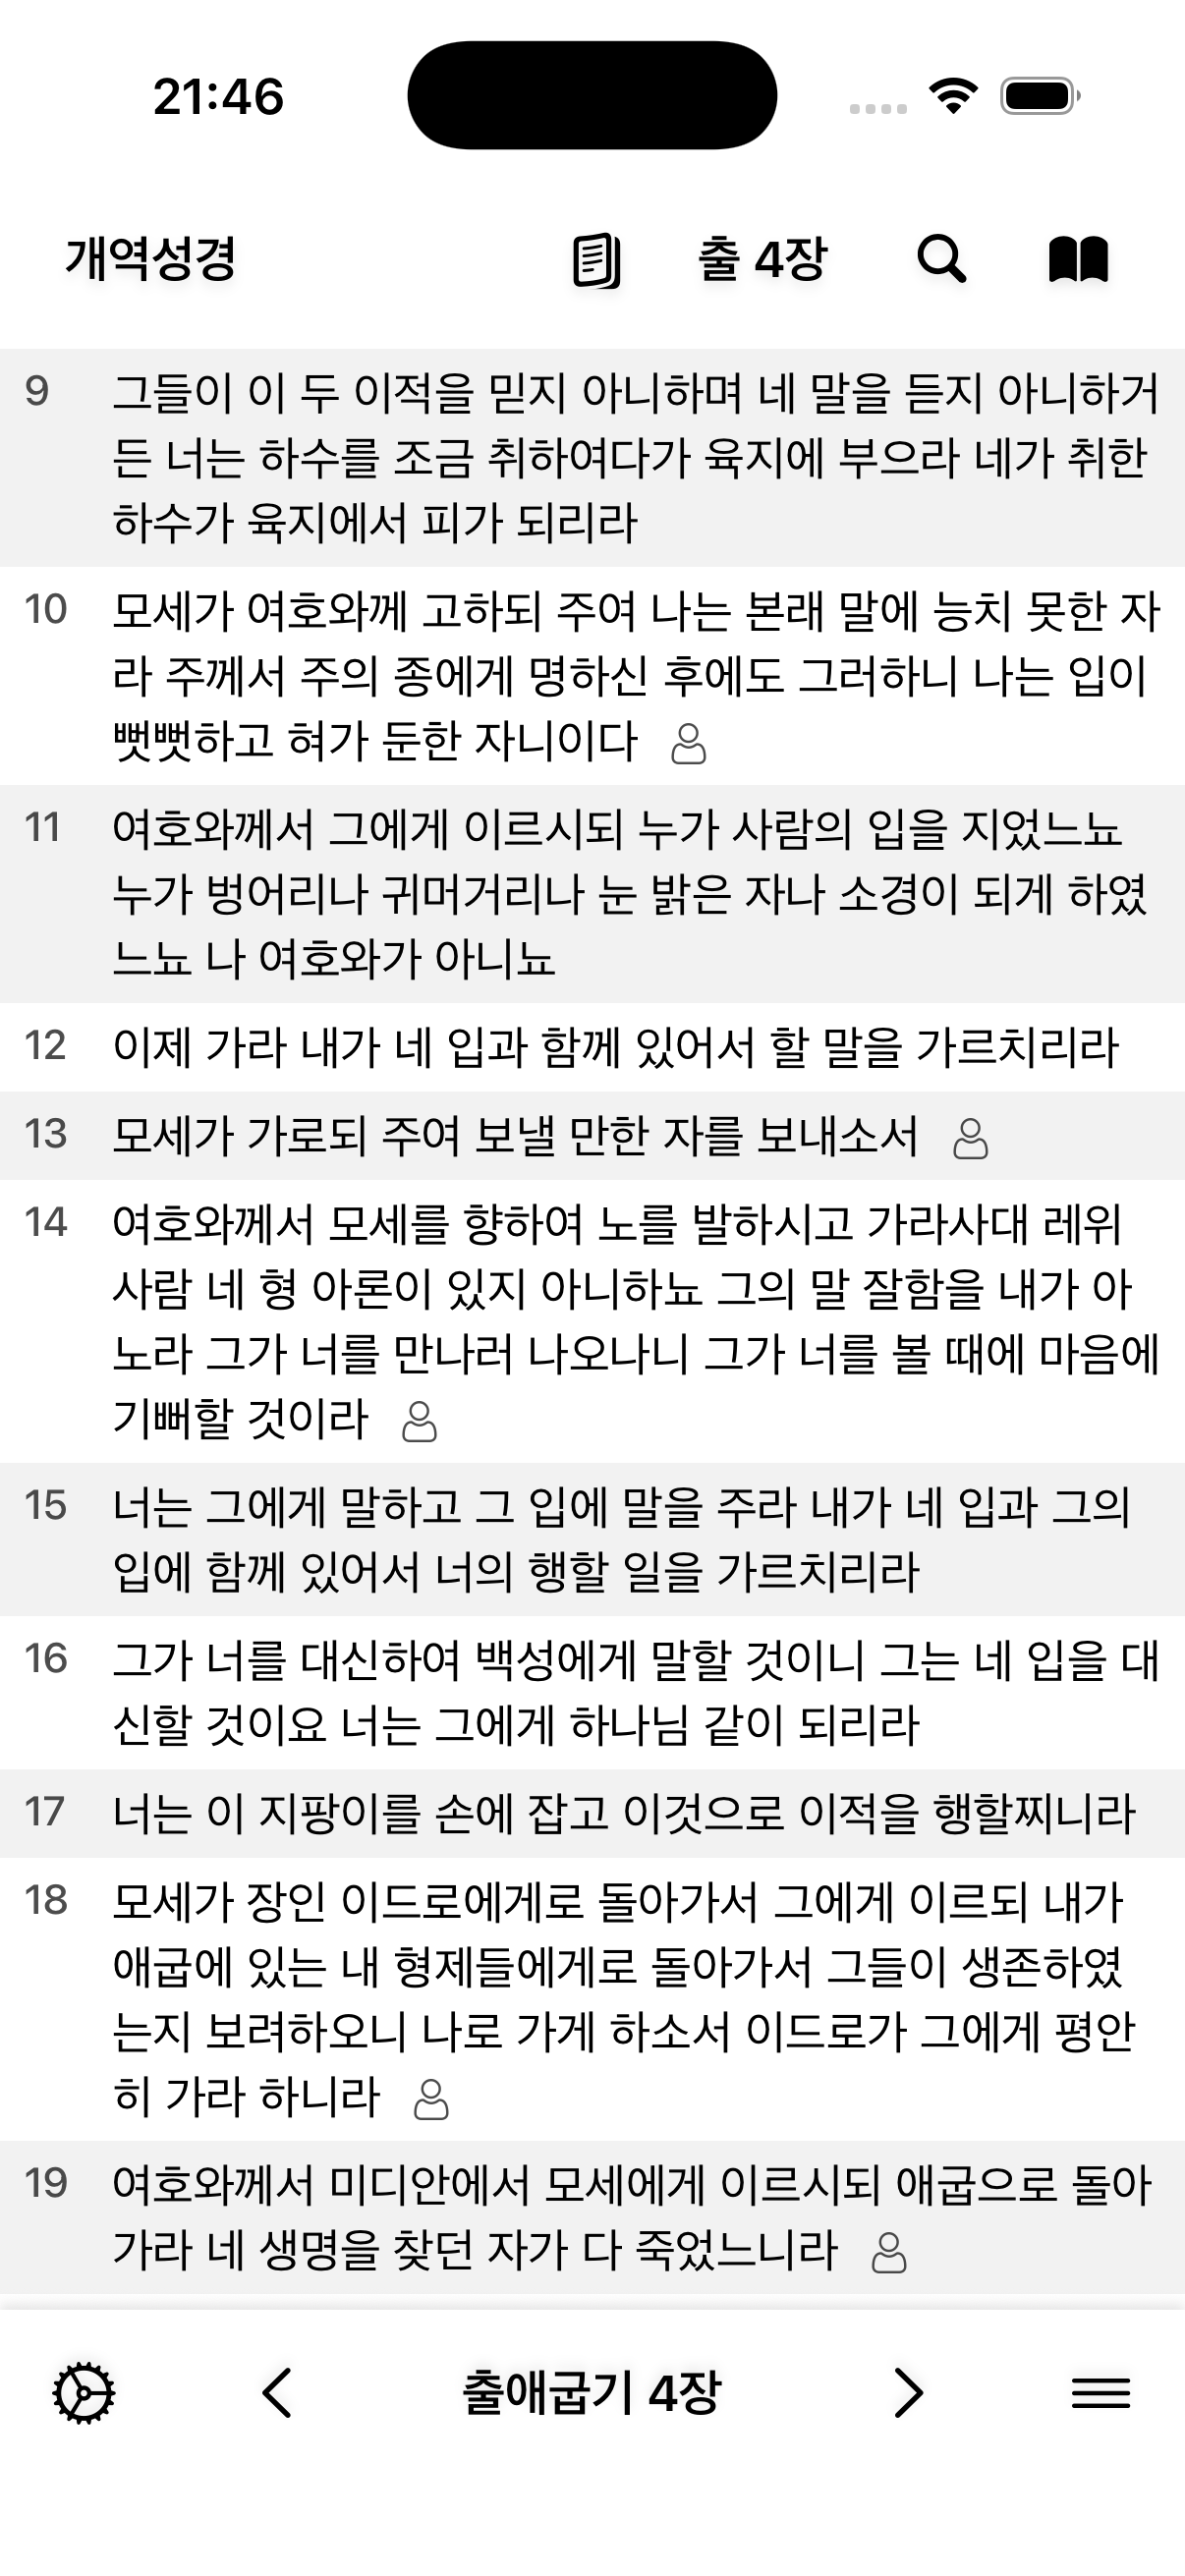 21:46
개역성경 출 4장
9 그들이 이 두 이적을 믿지 아니하며 네 말을 듣지 아니하거
든 너는 하수를 조금 취하여다가 육지에 부으라 네가 취한
하수가 육지에서 피가 되리라
10 모세가 여호와께 고하되 주여 나는 본래 말에 능치 못한 자
라 주께서 주의 종에게 명하신 후에도 그러하니 나는 입이
뻣뻣하고 혀가 둔한 자니이다
11 여호와께서 그에게 이르시되 누가 사람의 입을 지었느뇨
누가 벙어리나 귀머거리나 눈 밝은 자나 소경이 되게 하였
느뇨 나 여호와가 아니뇨
12 이제 가라 내가 네 입과 함께 있어서 할 말을 가르치리라
13 모세가 가로되 주여 보낼 만한 자를 보내소서
14 여호와께서 모세를 향하여 노를 발하시고 가라사대 레위
사람 네 형 아론이 있지 아니하뇨 그의 말 잘함을 내가 아
노라 그가 너를 만나러 나오나니 그가 너를 볼 때에 마음에
기뻐할 것이라
15 너는 그에게 말하고 그 입에 말을 주라 내가 네 입과 그의
입에 함께 있어서 너의 행할 일을 가르치리라
16 그가 너를 대신하여 백성에게 말할 것이니 그는 네 입을 대
신할 것이요 너는 그에게 하나님 같이 되리라
17 너는 이 지팡이를 손에 잡고 이것으로 이적을 행할찌니라
18 모세가 장인 이드로에게로 돌아가서 그에게 이르되 내가
애굽에 있는 내 형제들에게로 돌아가서 그들이 생존하였
는지 보려하오니 나로 가게 하소서 이드로가 그에게 평안
히 가라 하니라
19 여호와께서 미디안에서 모세에게 이르시되 애굽으로 돌아
가라 네 생명을 찾던 자가 다 죽었느니라
출애굽기 4장